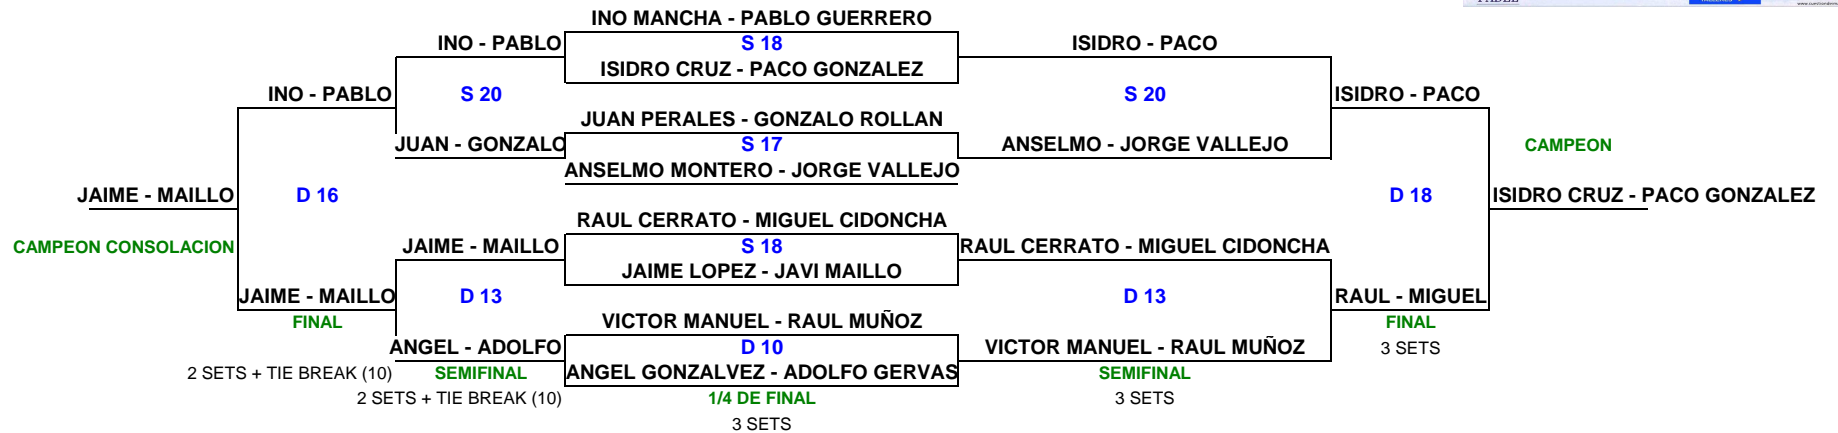 PADEL
INO MANCHA - PABLO GUERRERO
INO - PABLO S 18 ISIDRO - PACO
ISIDRO CRUZ - PACO GONZALEZ
INO - PABLO S 20 S 20 ISIDRO - PACO
JUAN PERALES - GONZALO ROLLAN
JUAN - GONZALO S 17 ANSELMO - JORGE VALLEJO CAMPEON
ANSELMO MONTERO - JORGE VALLEJO
JAIME - MAILLO D 16 D 18 ISIDRO CRUZ - PACO GONZALEZ
RAUL CERRATO - MIGUEL CIDONCHA
CAMPEON CONSOLACION JAIME - MAILLO S 18 RAUL CERRATO - MIGUEL CIDONCHA
JAIME LOPEZ - JAVI MAILLO
JAIME - MAILLO D 13 D 13 RAUL - MIGUEL
FINAL VICTOR MANUEL - RAUL MUÑOZ FINAL
ANGEL - ADOLFO D 10 VICTOR MANUEL - RAUL MUÑOZ 3 SETS
2 SETS + TIE BREAK (10) SEMIFINAL ANGEL GONZALVEZ - ADOLFO GERVAS SEMIFINAL
2 SETS + TIE BREAK (10) 1/4 DE FINAL 3 SETS
3 SETS